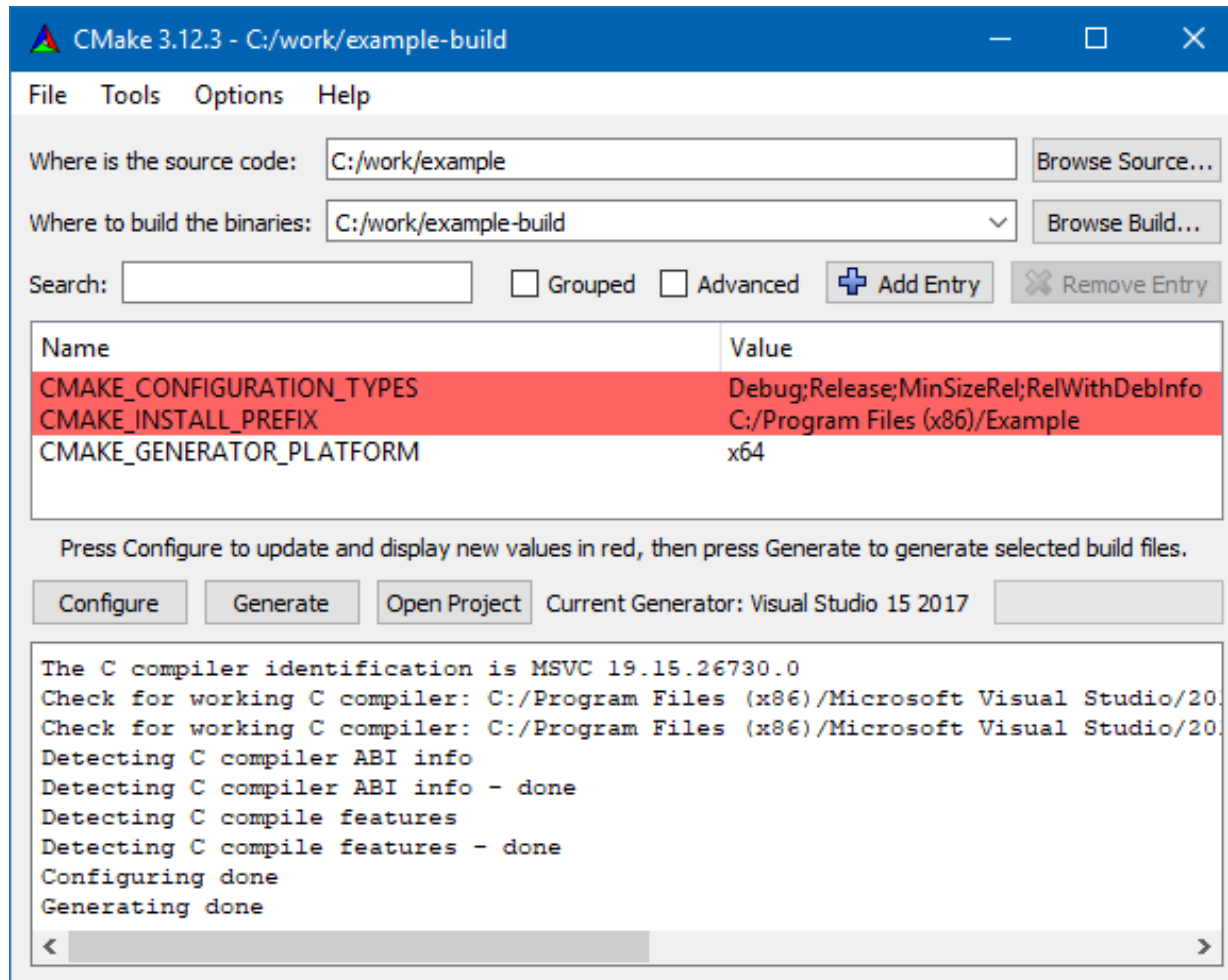 CMake 3.12.3 - C:/work/example-build
File Tools Options Help
Where is the source code: C:/work/example Browse Source...
Where to build the binaries: C:/work/example-build Browse Build...
Search: Grouped Advanced Add Entry Remove Entry
Name Value
CMAKE_CONFIGURATION_TYPES Debug;Release;MinSizeRel;RelWithDebInfo
CMAKE_INSTALL_PREFIX C:/Program Files (x86)/Example
CMAKE_GENERATOR_PLATFORM x64
Press Configure to update and display new values in red, then press Generate to generate selected build files.
Configure Generate Open Project Current Generator: Visual Studio 15 2017
The C compiler identification is MSVC 19.15.26730.0
Check for working C compiler: C:/Program Files (x86)/Microsoft Visual Studio/20
Check for working C compiler: C:/Program Files (x86)/Microsoft Visual Studio/20
Detecting C compiler ABI info
Detecting C compiler ABI info - done
Detecting C compile features
Detecting C compile features - done
Configuring done
Generating done